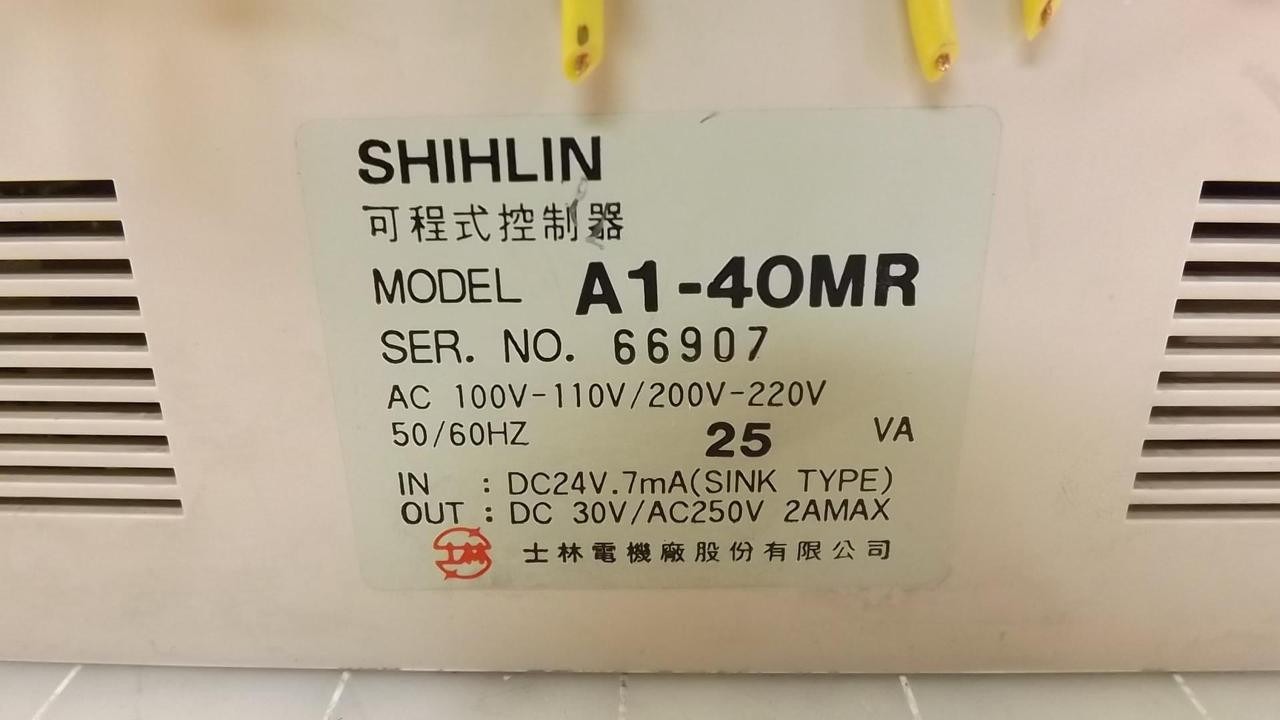 SHIHLIN
可程式控制器
MODEL A1-40MR
SER. NO. 66907
AC 100V-110V/200V-220V
50/60HZ 25 VA
IN : DC24V.7mA(SINK TYPE)
OUT : DC 30V/AC250V 2AMAX
士林 士林電機廠股份有限公司